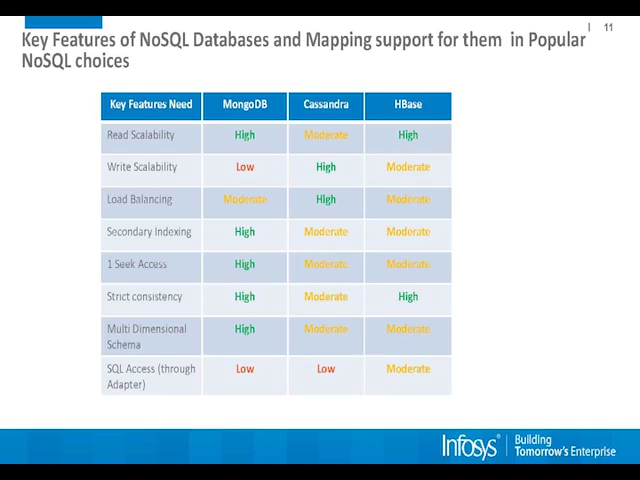 11
Key Features of NoSQL Databases and Mapping support for them in Popular
NoSQL choices
Key Features Need MongoDB Cassandra HBase
Read Scalability High Moderate High
Write Scalability Low High Moderate
Load Balancing Moderate High Moderate
Secondary Indexing High Moderate Moderate
1 Seek Access High Moderate Moderate
Strict consistency High Moderate High
Multi Dimensional High Moderate Moderate
Schema
SQL Access (through Low Low Moderate
Adapter)
Infosys® | Building
Tomorrow's Enterprise